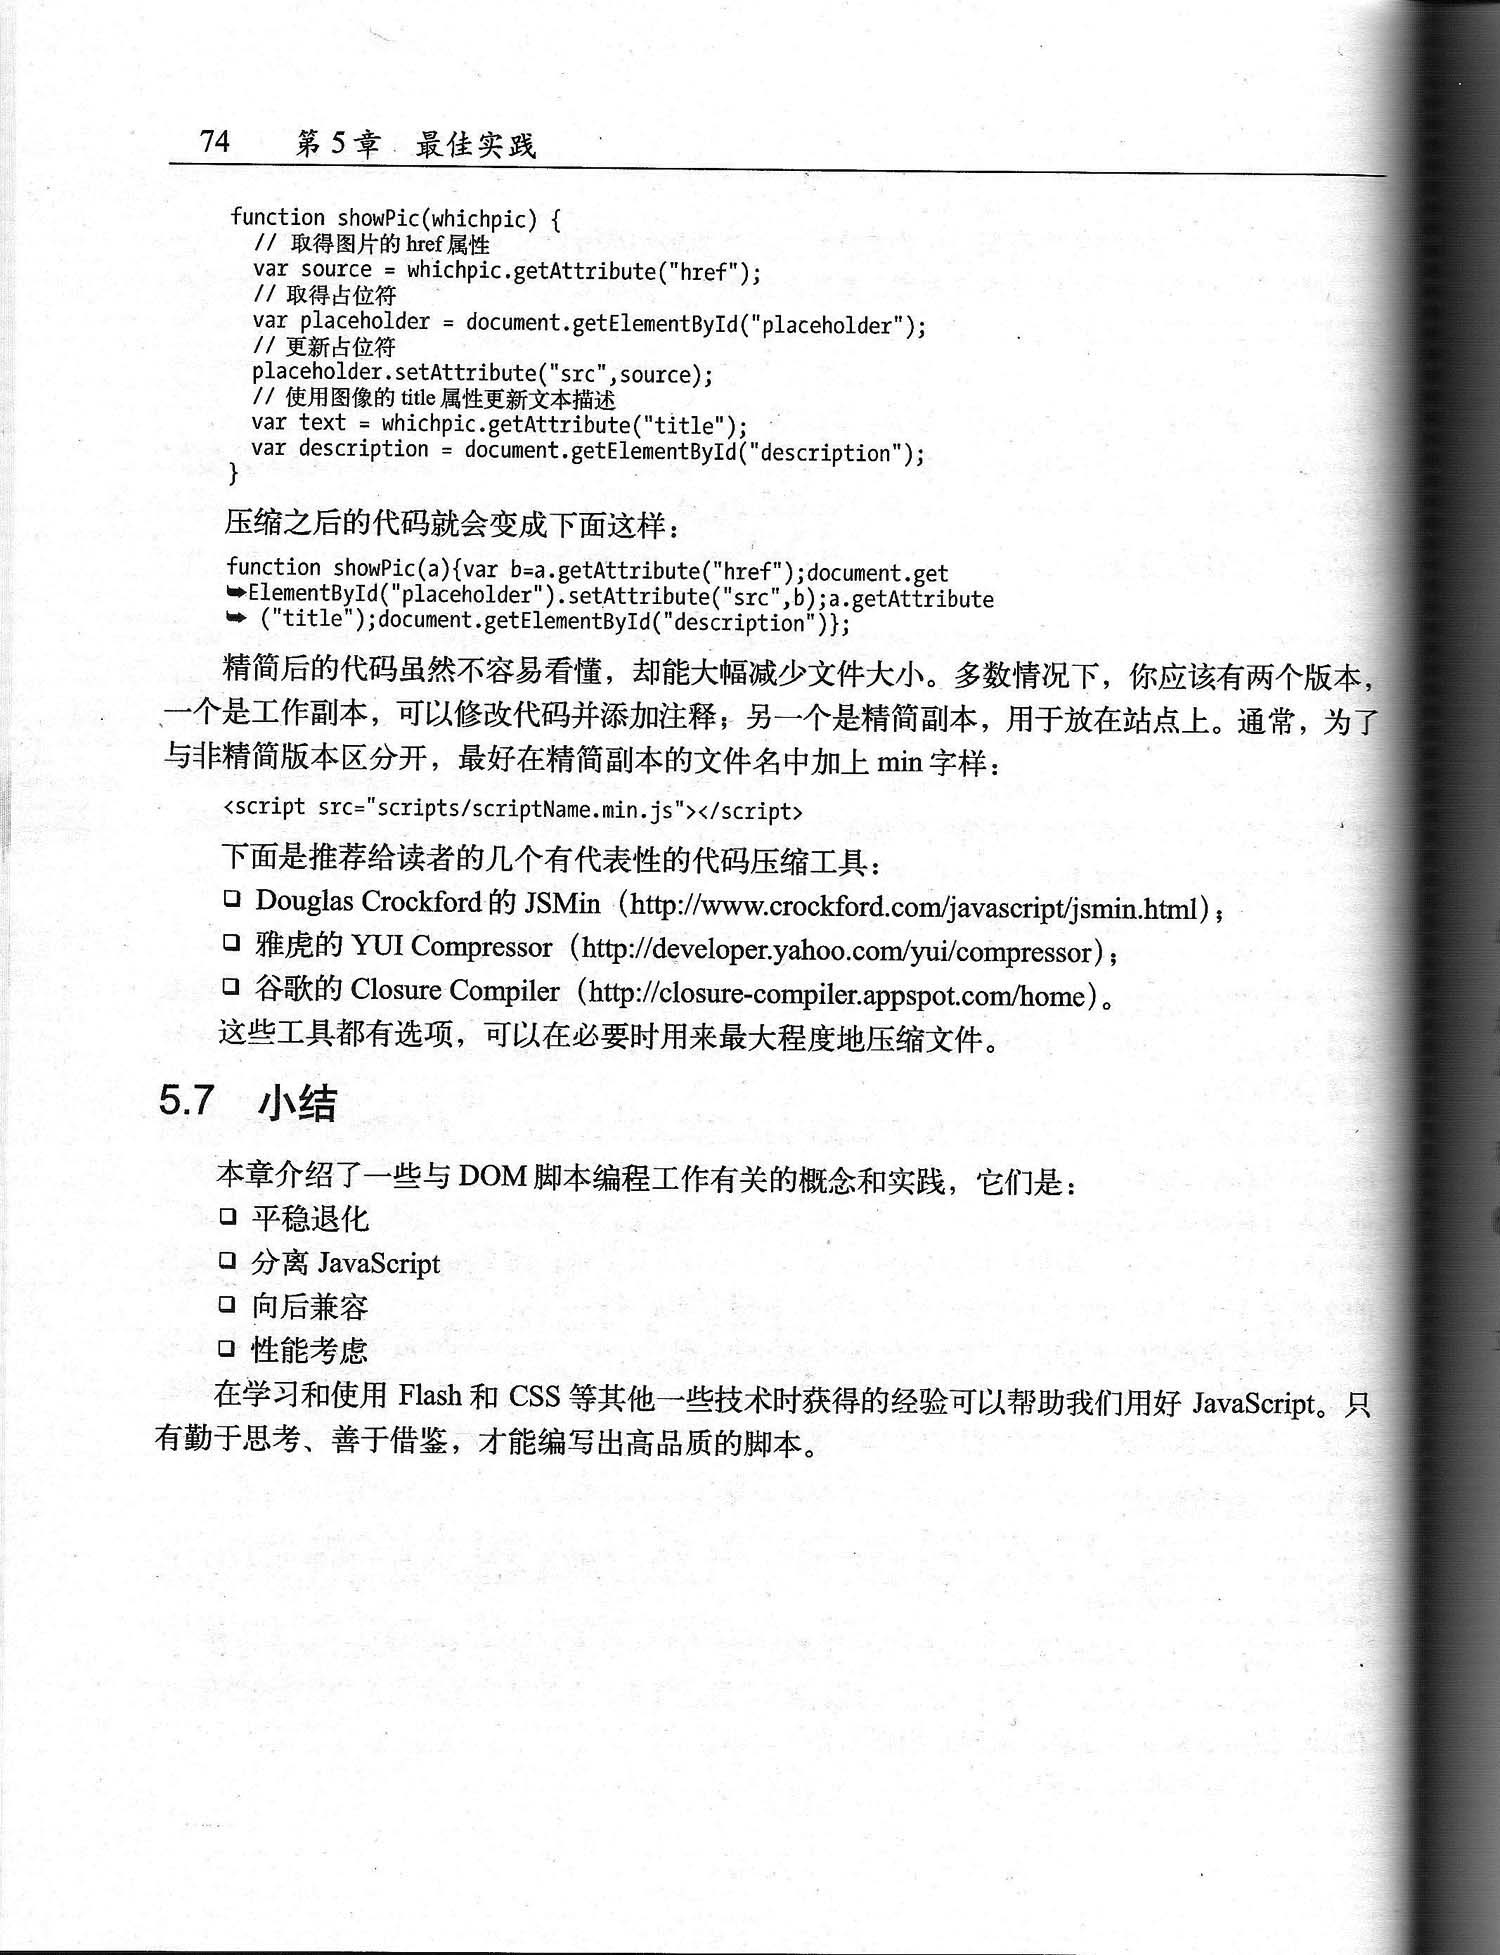 74 第 5 章 最佳实践
function showPic(whichpic) {
// 取得图片的 href 属性
var source = whichpic.getAttribute("href");
// 取得占位符
var placeholder = document.getElementById("placeholder");
// 更新占位符
placeholder.setAttribute("src",source);
// 使用图像的 title 属性更新文本描述
var text = whichpic.getAttribute("title");
var description = document.getElementById("description");
}
压缩之后的代码就会变成下面这样：
function showPic(a){var b=a.getAttribute("href");document.get
➥ElementById("placeholder").setAttribute("src",b);a.getAttribute
➥ ("title");document.getElementById("description")};
精简后的代码虽然不容易看懂，却能大幅减少文件大小。多数情况下，你应该有两个版本，
一个是工作副本，可以修改代码并添加注释；另一个是精简副本，用于放在站点上。通常，为了
与非精简版本区分开，最好在精简副本的文件名中加上 min 字样：
<script src="scripts/scriptName.min.js"></script>
下面是推荐给读者的几个有代表性的代码压缩工具：
❑ Douglas Crockford 的 JSMin（http://www.crockford.com/javascript/jsmin.html）；
❑ 雅虎的 YUI Compressor（http://developer.yahoo.com/yui/compressor）；
❑ 谷歌的 Closure Compiler（http://closure-compiler.appspot.com/home）。
这些工具都有选项，可以在必要时用来最大程度地压缩文件。
5.7 小结
本章介绍了一些与 DOM 脚本编程工作有关的概念和实践，它们是：
❑ 平稳退化
❑ 分离 JavaScript
❑ 向后兼容
❑ 性能考虑
在学习和使用 Flash 和 CSS 等其他一些技术时获得的经验可以帮助我们用好 JavaScript。只
有勤于思考、善于借鉴，才能编写出高品质的脚本。